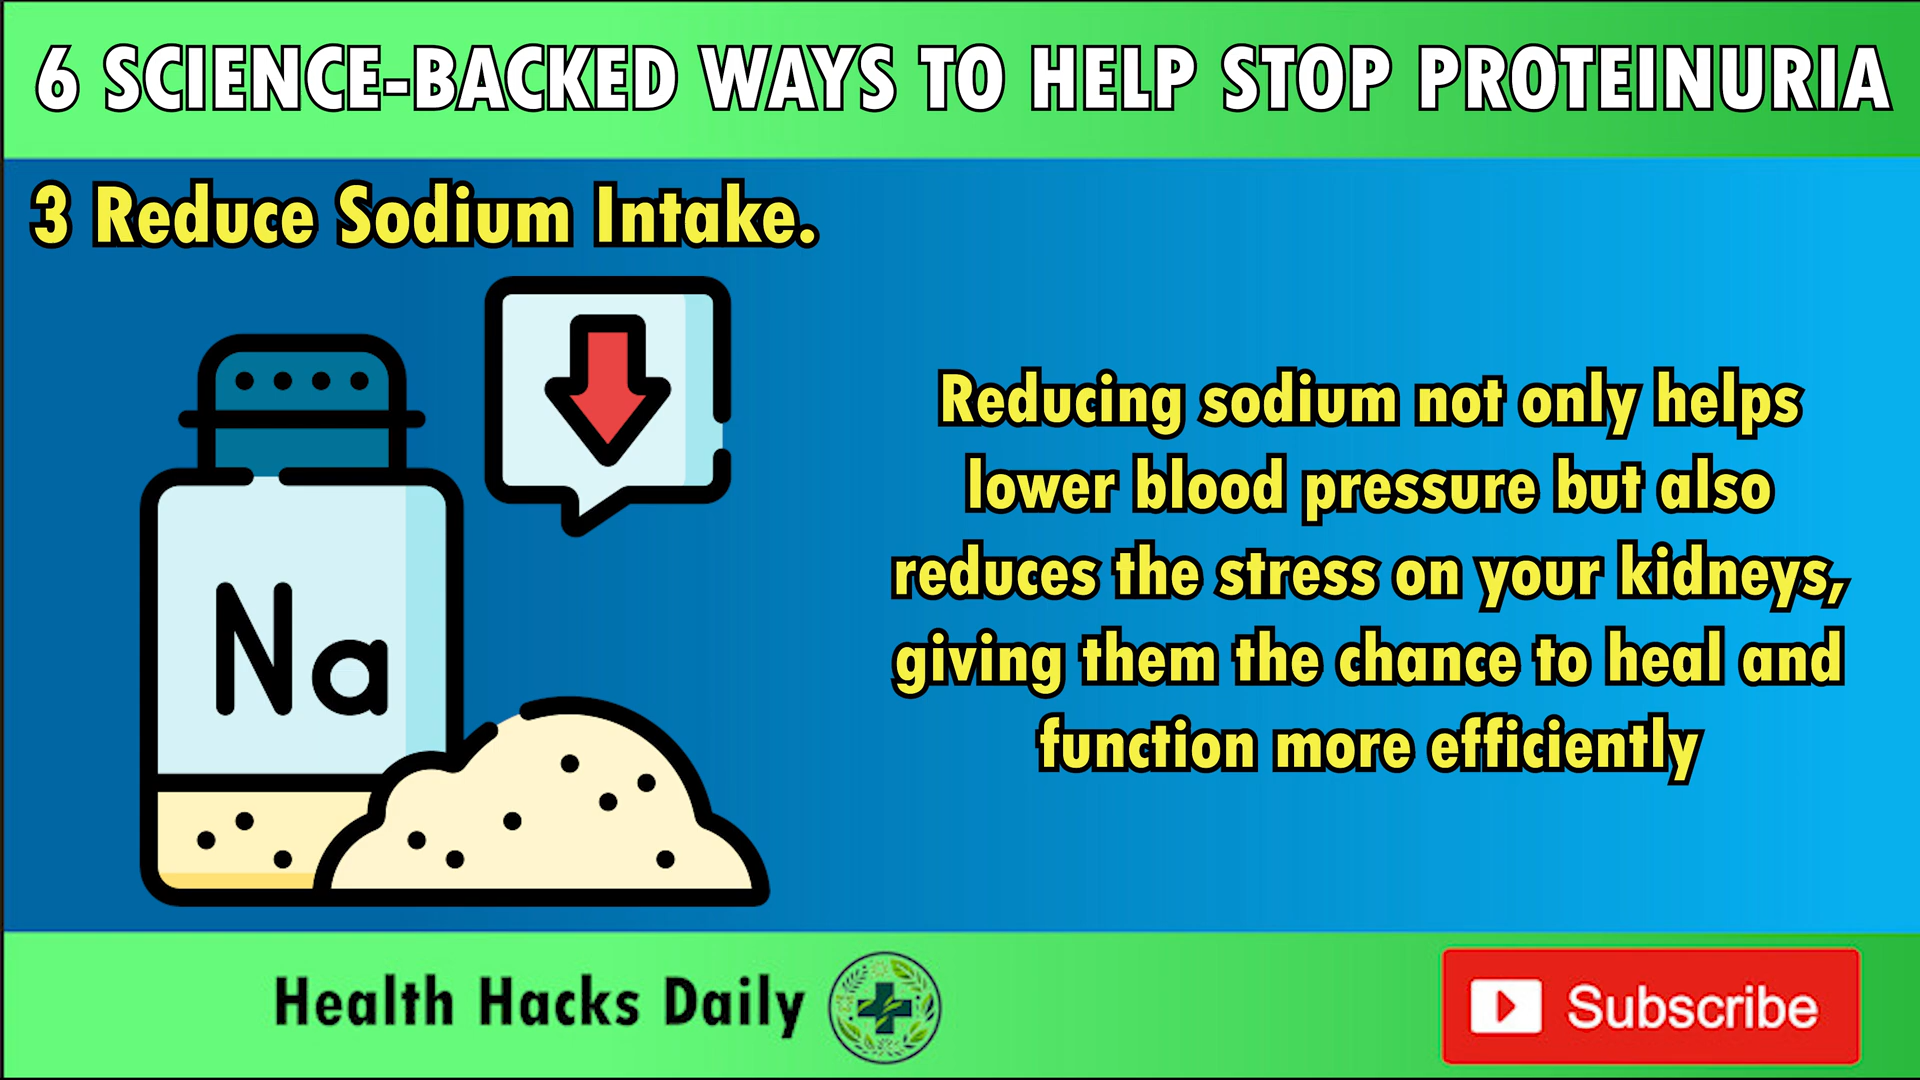 6 SCIENCE-BACKED WAYS TO HELP STOP PROTEINURIA
3 Reduce Sodium Intake.
Na
Reducing sodium not only helps
lower blood pressure but also
reduces the stress on your kidneys,
giving them the chance to heal and
function more efficiently
Health Hacks Daily
Subscribe